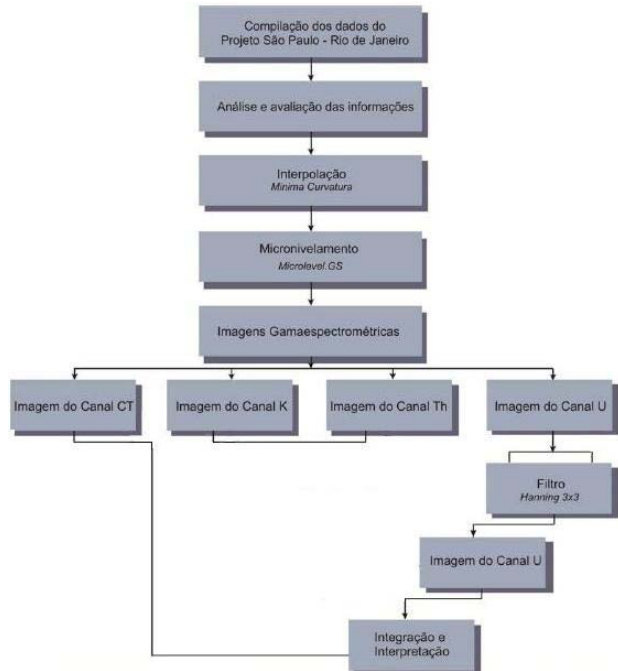 Compilação dos dados do
Projeto São Paulo - Rio de Janeiro
Análise e avaliação das informações
Interpolação
Minima Curvatura
Micronivelamento
Microlevel.GS
Imagens Gamaespectrométricas
Imagem do Canal CT
Imagem do Canal K
Imagem do Canal Th
Imagem do Canal U
Filtro
Hanning 3x3
Imagem do Canal U
Integração e
Interpretação